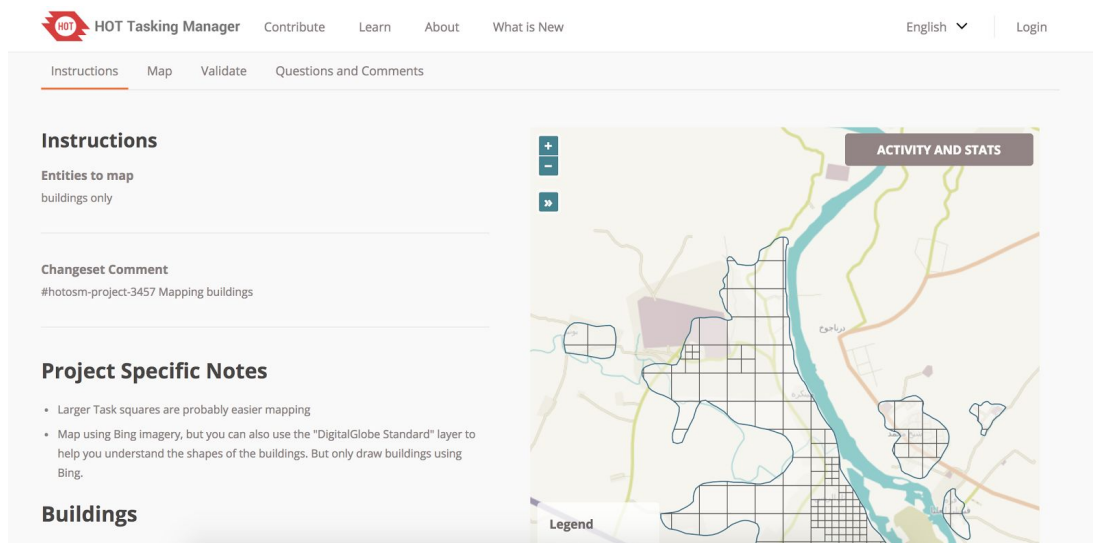 HOT
HOT Tasking Manager
Contribute
Learn
About
What is New
English
Login
Instructions
Map
Validate
Questions and Comments
Instructions
Entities to map
buildings only
Changeset Comment
#hotosm-project-3457 Mapping buildings
Project Specific Notes
• Larger Task squares are probably easier mapping
• Map using Bing imagery, but you can also use the "DigitalGlobe Standard" layer to
help you understand the shapes of the buildings. But only draw buildings using
Bing.
Buildings
+
−
»
ACTIVITY AND STATS
Legend